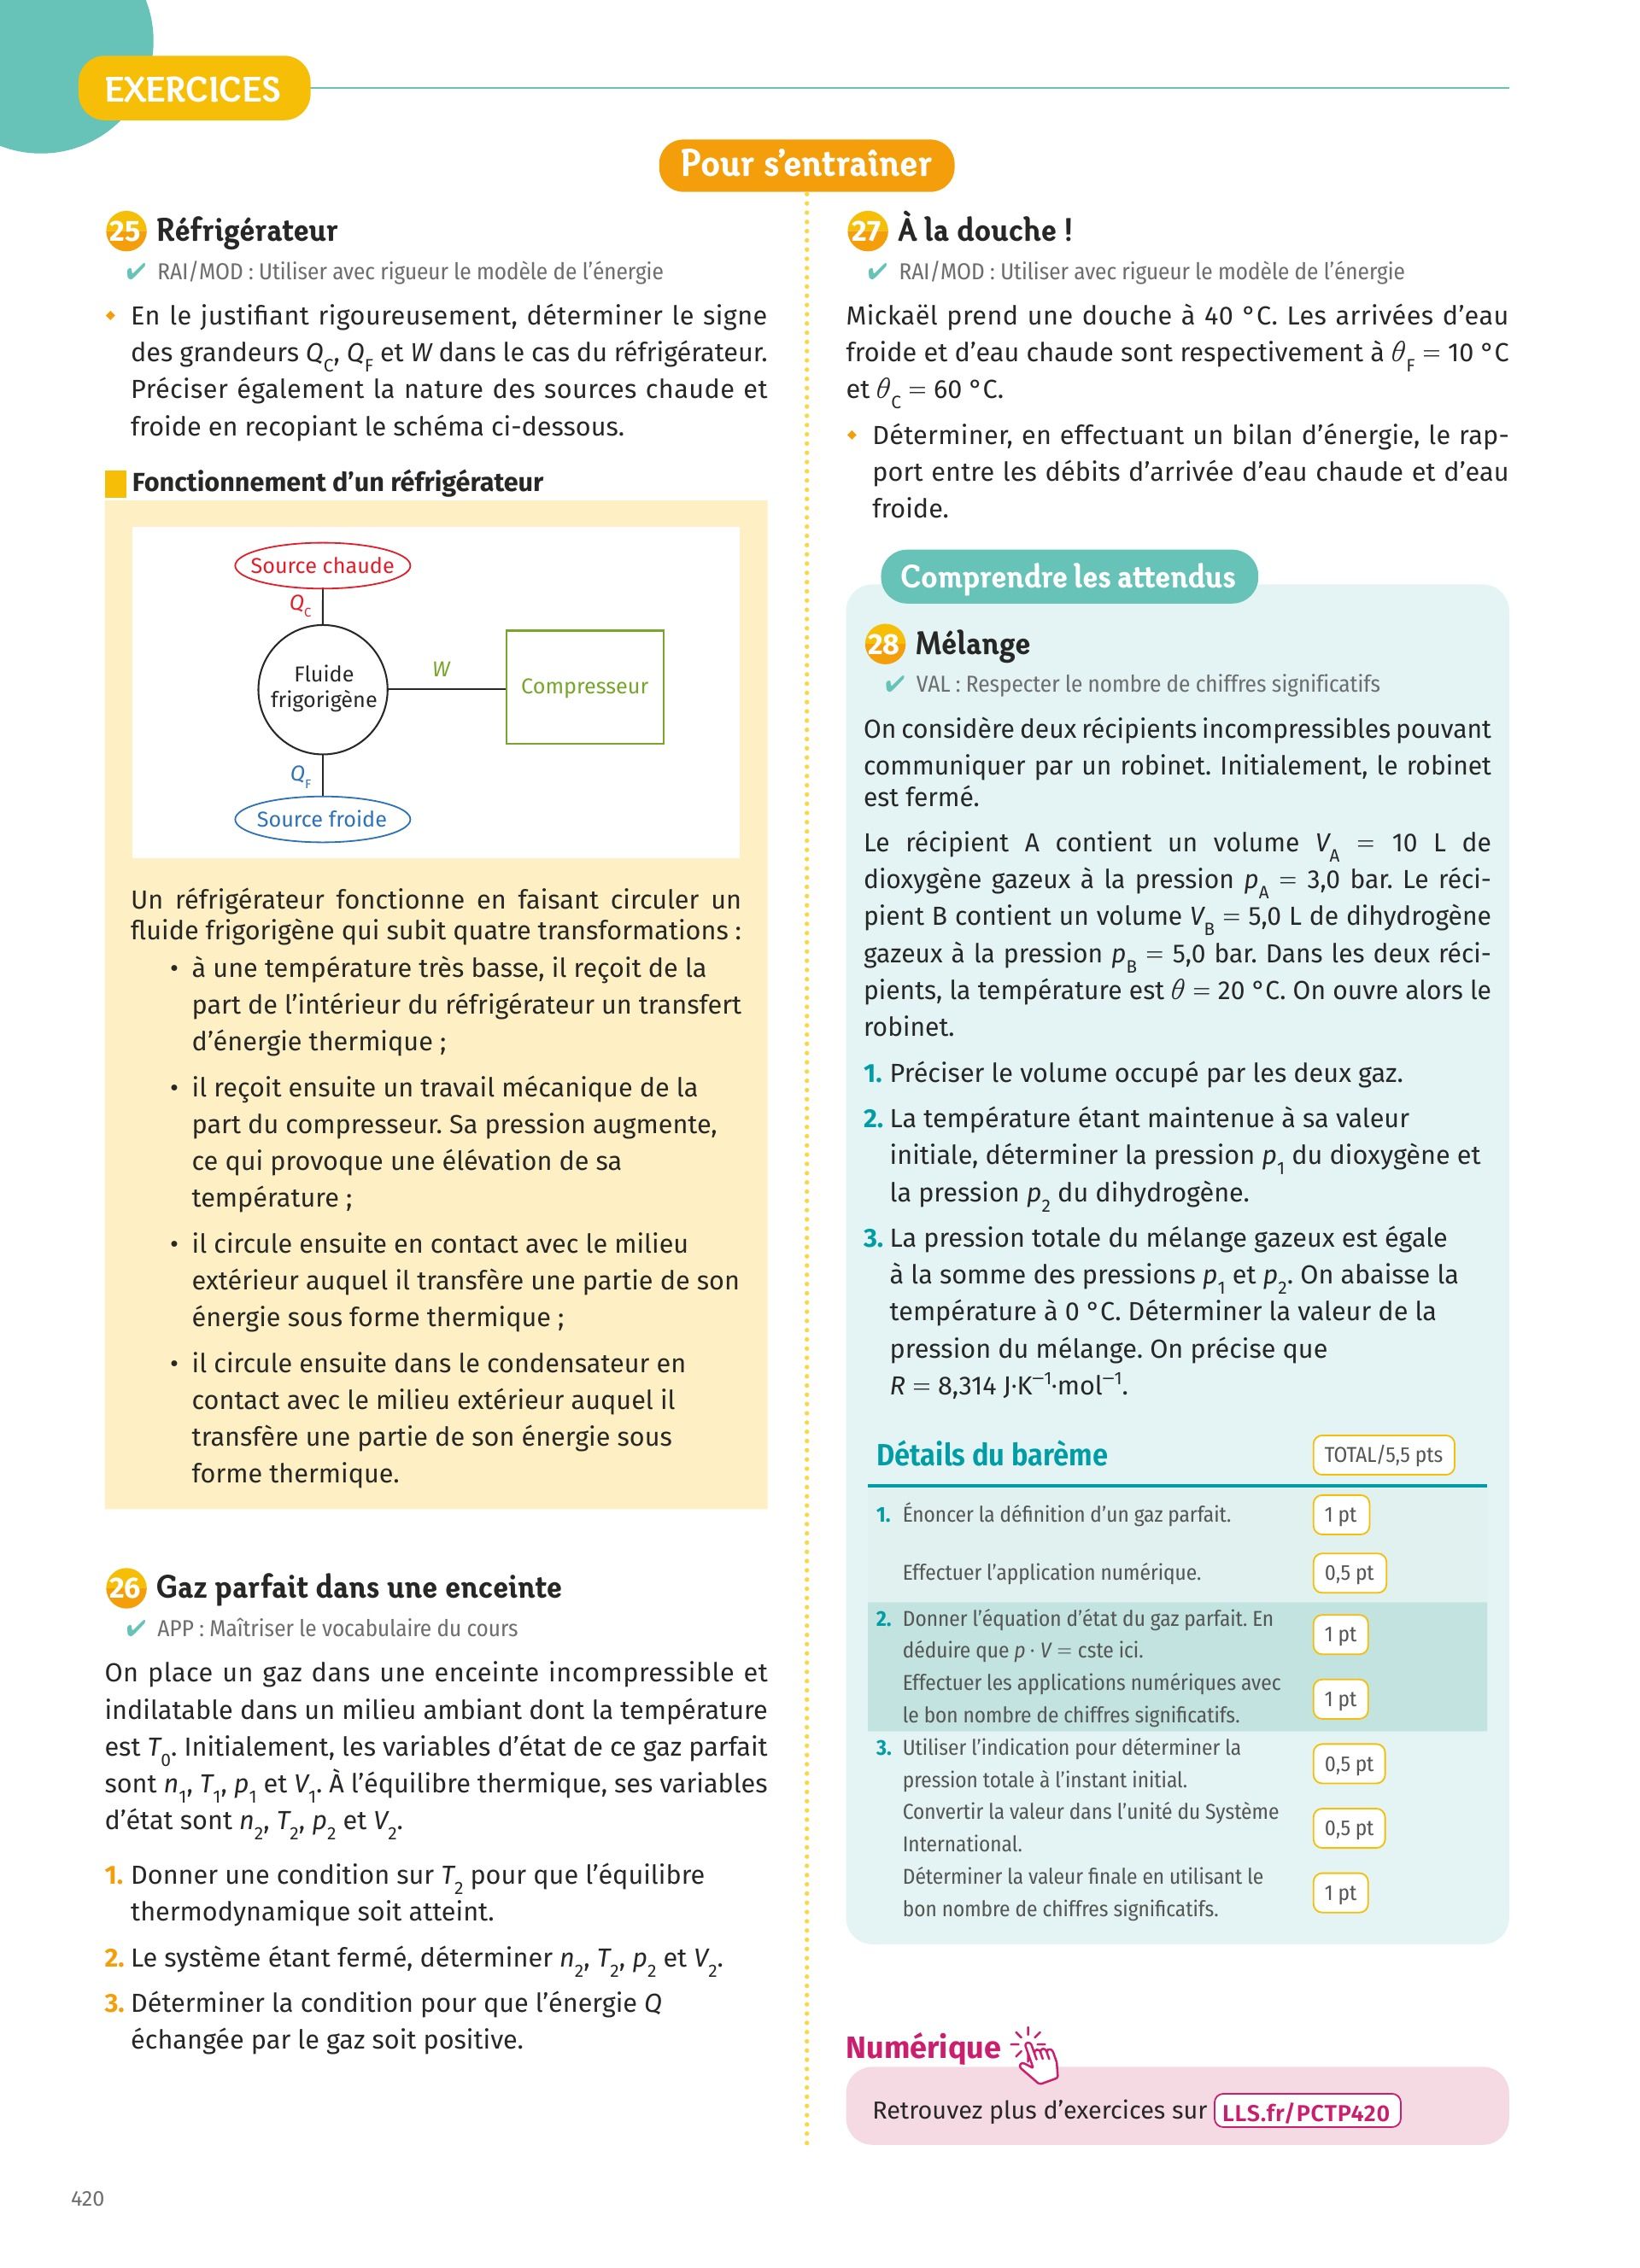 EXERCICES
Pour s'entraîner
25 Réfrigérateur
✔ RAI/MOD : Utiliser avec rigueur le modèle de l'énergie
• En le justifiant rigoureusement, déterminer le signe
des grandeurs Q_C, Q_F et W dans le cas du réfrigérateur.
Préciser également la nature des sources chaude et
froide en recopiant le schéma ci-dessous.
Fonctionnement d'un réfrigérateur
Source chaude
Q_C
Fluide
frigorigène
W
Compresseur
Q_F
Source froide
Un réfrigérateur fonctionne en faisant circuler un
fluide frigorigène qui subit quatre transformations :
• à une température très basse, il reçoit de la
part de l'intérieur du réfrigérateur un transfert
d'énergie thermique ;
• il reçoit ensuite un travail mécanique de la
part du compresseur. Sa pression augmente,
ce qui provoque une élévation de sa
température ;
• il circule ensuite en contact avec le milieu
extérieur auquel il transfère une partie de son
énergie sous forme thermique ;
• il circule ensuite dans le condensateur en
contact avec le milieu extérieur auquel il
transfère une partie de son énergie sous
forme thermique.
26 Gaz parfait dans une enceinte
✔ APP : Maîtriser le vocabulaire du cours
On place un gaz dans une enceinte incompressible et
indilatable dans un milieu ambiant dont la température
est T₀. Initialement, les variables d'état de ce gaz parfait
sont n₁, T₁, p₁ et V₁. À l'équilibre thermique, ses variables
d'état sont n₂, T₂, p₂ et V₂.
1. Donner une condition sur T₂ pour que l'équilibre
thermodynamique soit atteint.
2. Le système étant fermé, déterminer n₂, T₂, p₂ et V₂.
3. Déterminer la condition pour que l'énergie Q
échangée par le gaz soit positive.
27 À la douche !
✔ RAI/MOD : Utiliser avec rigueur le modèle de l'énergie
Mickaël prend une douche à 40 °C. Les arrivées d'eau
froide et d'eau chaude sont respectivement à θ_F = 10 °C
et θ_C = 60 °C.
• Déterminer, en effectuant un bilan d'énergie, le rap-
port entre les débits d'arrivée d'eau chaude et d'eau
froide.
Comprendre les attendus
28 Mélange
✔ VAL : Respecter le nombre de chiffres significatifs
On considère deux récipients incompressibles pouvant
communiquer par un robinet. Initialement, le robinet
est fermé.
Le récipient A contient un volume V_A = 10 L de
dioxygène gazeux à la pression p_A = 3,0 bar. Le réci-
pient B contient un volume V_B = 5,0 L de dihydrogène
gazeux à la pression p_B = 5,0 bar. Dans les deux réci-
pients, la température est θ = 20 °C. On ouvre alors le
robinet.
1. Préciser le volume occupé par les deux gaz.
2. La température étant maintenue à sa valeur
initiale, déterminer la pression p₁ du dioxygène et
la pression p₂ du dihydrogène.
3. La pression totale du mélange gazeux est égale
à la somme des pressions p₁ et p₂. On abaisse la
température à 0 °C. Déterminer la valeur de la
pression du mélange. On précise que
R = 8,314 J·K⁻¹·mol⁻¹.
Détails du barème TOTAL/5,5 pts
1. Énoncer la définition d'un gaz parfait. 1 pt
Effectuer l'application numérique. 0,5 pt
2. Donner l'équation d'état du gaz parfait. En
déduire que p · V = cste ici. 1 pt
Effectuer les applications numériques avec
le bon nombre de chiffres significatifs. 1 pt
3. Utiliser l'indication pour déterminer la
pression totale à l'instant initial. 0,5 pt
Convertir la valeur dans l'unité du Système
International. 0,5 pt
Déterminer la valeur finale en utilisant le
bon nombre de chiffres significatifs. 1 pt
Numérique
Retrouvez plus d'exercices sur LLS.fr/PCTP420
420